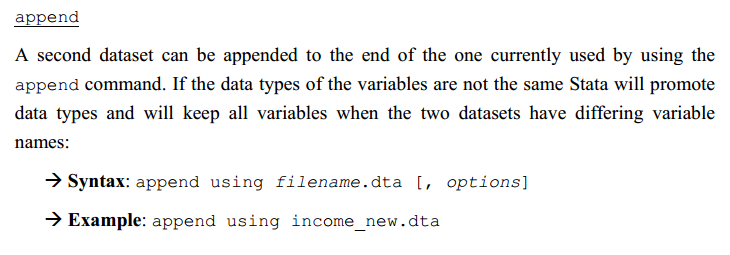 append
A second dataset can be appended to the end of the one currently used by using the
append command. If the data types of the variables are not the same Stata will promote
data types and will keep all variables when the two datasets have differing variable
names:
→ Syntax: append using filename.dta [, options]
→ Example: append using income_new.dta